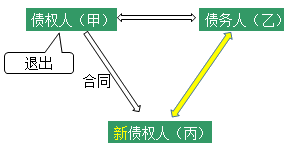 债权人（甲）
债务人（乙）
退出
合同
新债权人（丙）